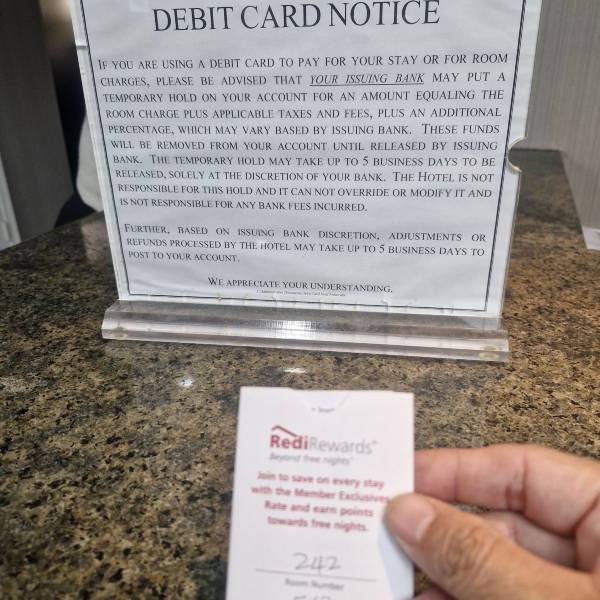 DEBIT CARD NOTICE
IF YOU ARE USING A DEBIT CARD TO PAY FOR YOUR STAY OR FOR ROOM
CHARGES, PLEASE BE ADVISED THAT YOUR ISSUING BANK MAY PUT A
TEMPORARY HOLD ON YOUR ACCOUNT FOR AN AMOUNT EQUALING THE
ROOM CHARGE PLUS APPLICABLE TAXES AND FEES, PLUS AN ADDITIONAL
PERCENTAGE, WHICH MAY VARY BASED BY ISSUING BANK. THESE FUNDS
WILL BE REMOVED FROM YOUR ACCOUNT UNTIL RELEASED BY ISSUING
BANK. THE TEMPORARY HOLD MAY TAKE UP TO 5 BUSINESS DAYS TO BE
RELEASED, SOLELY AT THE DISCRETION OF YOUR BANK. THE HOTEL IS NOT
RESPONSIBLE FOR THIS HOLD AND IT CAN NOT OVERRIDE OR MODIFY IT AND
IS NOT RESPONSIBLE FOR ANY BANK FEES INCURRED.
FURTHER, BASED ON ISSUING BANK DISCRETION, ADJUSTMENTS OR
REFUNDS PROCESSED BY THE HOTEL MAY TAKE UP TO 5 BUSINESS DAYS TO
POST TO YOUR ACCOUNT.
WE APPRECIATE YOUR UNDERSTANDING.
RediRewards
Beyond free nights
Join to save on every stay
with the Member Exclusives
Rate and earn points
towards free nights.
242
Room Number